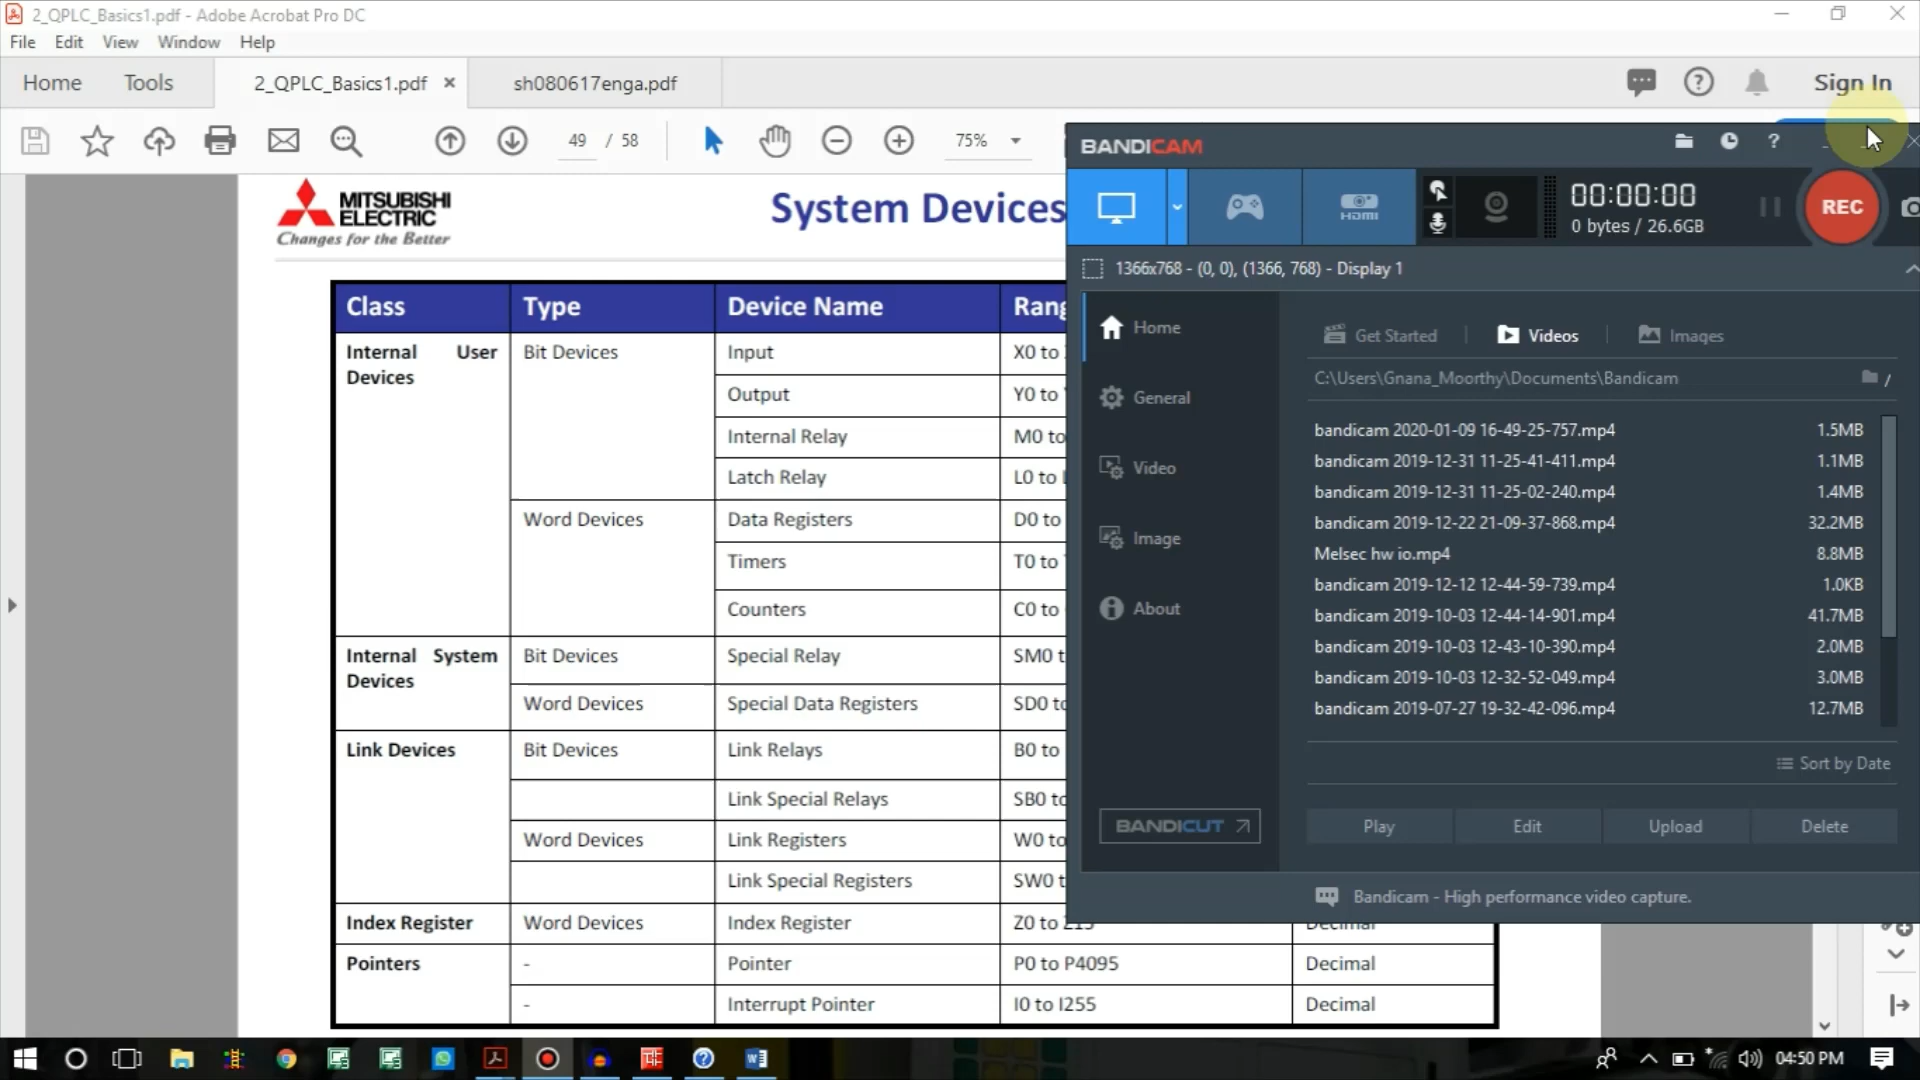 2_QPLC_Basics1.pdf - Adobe Acrobat Pro DC
File Edit View Window Help
Home Tools 2_QPLC_Basics1.pdf × sh080617enga.pdf Sign In
49 / 58 75%
MITSUBISHI
ELECTRIC
Changes for the Better
System Devices
Class Type Device Name
Internal User Devices Bit Devices Input X0 to
Output Y0 to
Internal Relay M0 to
Latch Relay L0 to
Word Devices Data Registers D0 to
Timers T0 to
Counters C0 to
Internal System Devices Bit Devices Special Relay SM0
Word Devices Special Data Registers SD0
Link Devices Bit Devices Link Relays B0 to
Link Special Relays SB0
Word Devices Link Registers W0 to
Link Special Registers SW0
Index Register Word Devices Index Register Z0 to
Pointers - Pointer P0 to P4095 Decimal
- Interrupt Pointer I0 to I255 Decimal
BANDICAM ?
HDMI
00:00:00
0 bytes / 26.6GB
REC
1366x768 - (0, 0), (1366, 768) - Display 1
Home
General
Video
Image
About
BANDICUT
Get Started Videos Images
C:\Users\Gnana_Moorthy\Documents\Bandicam /
bandicam 2020-01-09 16-49-25-757.mp4 1.5MB
bandicam 2019-12-31 11-25-41-411.mp4 1.1MB
bandicam 2019-12-31 11-25-02-240.mp4 1.4MB
bandicam 2019-12-22 21-09-37-868.mp4 32.2MB
Melsec hw io.mp4 8.8MB
bandicam 2019-12-12 12-44-59-739.mp4 1.0KB
bandicam 2019-10-03 12-44-14-901.mp4 41.7MB
bandicam 2019-10-03 12-43-10-390.mp4 2.0MB
bandicam 2019-10-03 12-32-52-049.mp4 3.0MB
bandicam 2019-07-27 19-32-42-096.mp4 12.7MB
Sort by Date
Play Edit Upload Delete
Bandicam - High performance video capture.
04:50 PM